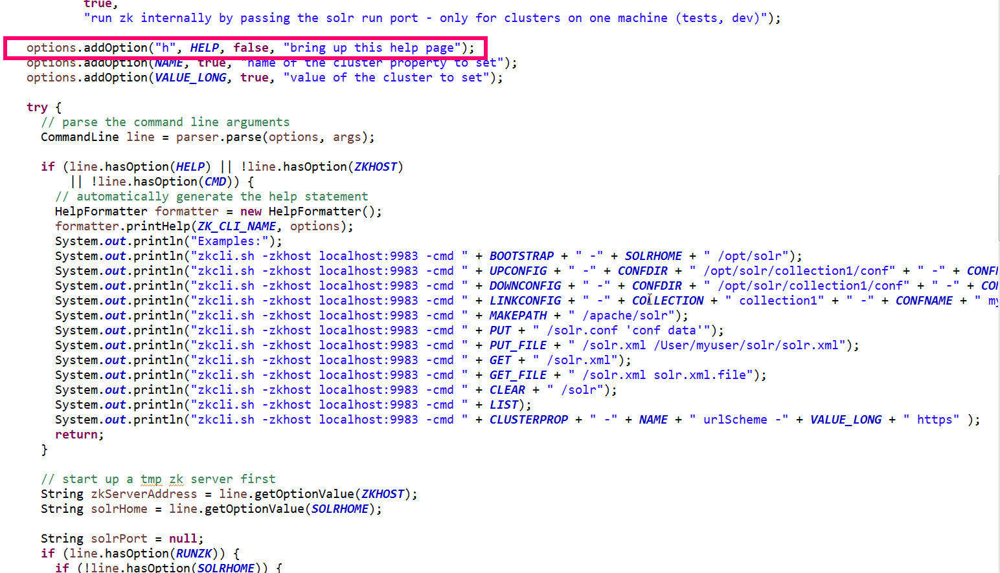 true,
"run zk internally by passing the solr run port - only for clusters on one machine (tests, dev)");
options.addOption("h", HELP, false, "bring up this help page");
options.addOption(NAME, true, "name of the cluster property to set");
options.addOption(VALUE_LONG, true, "value of the cluster to set");
try {
// parse the command line arguments
CommandLine line = parser.parse(options, args);
if (line.hasOption(HELP) || !line.hasOption(ZKHOST)
|| !line.hasOption(CMD)) {
// automatically generate the help statement
HelpFormatter formatter = new HelpFormatter();
formatter.printHelp(ZK_CLI_NAME, options);
System.out.println("Examples:");
System.out.println("zkcli.sh -zkhost localhost:9983 -cmd " + BOOTSTRAP + " -" + SOLRHOME + " /opt/solr");
System.out.println("zkcli.sh -zkhost localhost:9983 -cmd " + UPCONFIG + " -" + CONFDIR + " /opt/solr/collection1/conf" + " -" + CONF
System.out.println("zkcli.sh -zkhost localhost:9983 -cmd " + DOWNCONFIG + " -" + CONFDIR + " /opt/solr/collection1/conf" + " -" + CO
System.out.println("zkcli.sh -zkhost localhost:9983 -cmd " + LINKCONFIG + " -" + COLLECTION + " collection1" + " -" + CONFNAME + " my
System.out.println("zkcli.sh -zkhost localhost:9983 -cmd " + MAKEPATH + " /apache/solr");
System.out.println("zkcli.sh -zkhost localhost:9983 -cmd " + PUT + " /solr.conf 'conf data'");
System.out.println("zkcli.sh -zkhost localhost:9983 -cmd " + PUT_FILE + " /solr.xml /User/myuser/solr/solr.xml");
System.out.println("zkcli.sh -zkhost localhost:9983 -cmd " + GET + " /solr.xml");
System.out.println("zkcli.sh -zkhost localhost:9983 -cmd " + GET_FILE + " /solr.xml solr.xml.file");
System.out.println("zkcli.sh -zkhost localhost:9983 -cmd " + CLEAR + " /solr");
System.out.println("zkcli.sh -zkhost localhost:9983 -cmd " + LIST);
System.out.println("zkcli.sh -zkhost localhost:9983 -cmd " + CLUSTERPROP + " -" + NAME + " urlScheme -" + VALUE_LONG + " https" );
return;
}
// start up a tmp zk server first
String zkServerAddress = line.getOptionValue(ZKHOST);
String solrHome = line.getOptionValue(SOLRHOME);
String solrPort = null;
if (line.hasOption(RUNZK)) {
if (!line.hasOption(SOLRHOME)) {